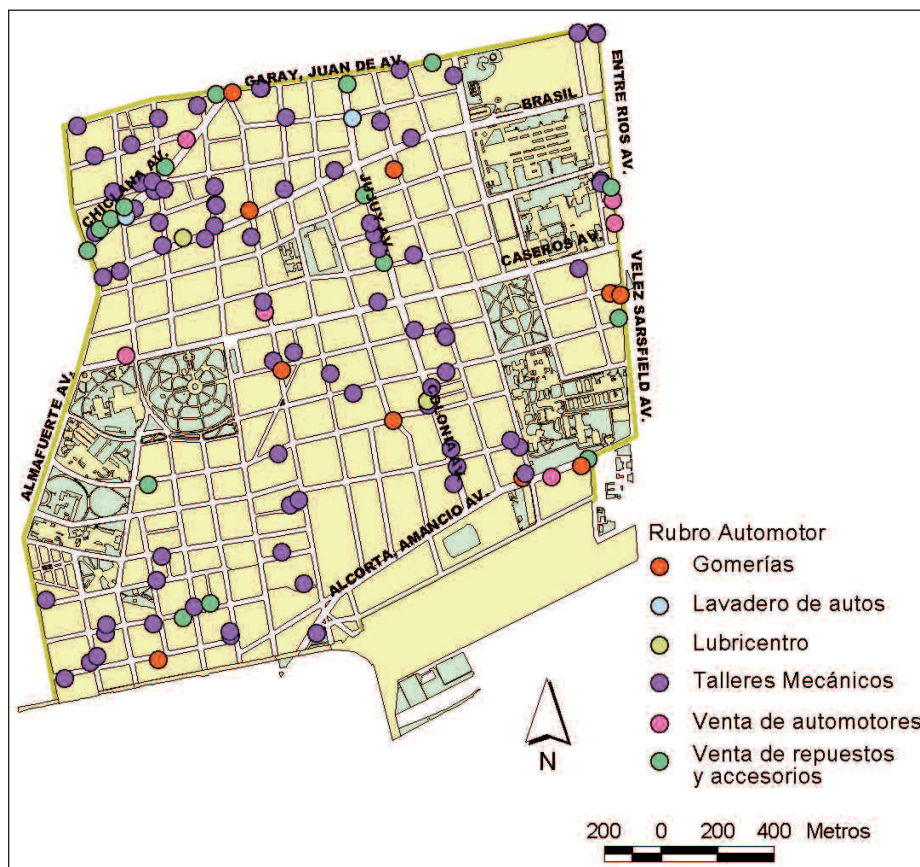 GARAY, JUAN DE AV.
BRASIL
ENTRE RIOS AV.
CHICLANA AV.
JUJUY AV.
CASEROS AV.
VELEZ SARSFIELD AV.
ALMAFUERTE AV.
COLONIA AV.
ALCORTA, AMANCIO AV.
Rubro Automotor
Gomerías
Lavadero de autos
Lubricentro
Talleres Mecánicos
Venta de automotores
Venta de repuestos
y accesorios
N
200 0 200 400 Metros